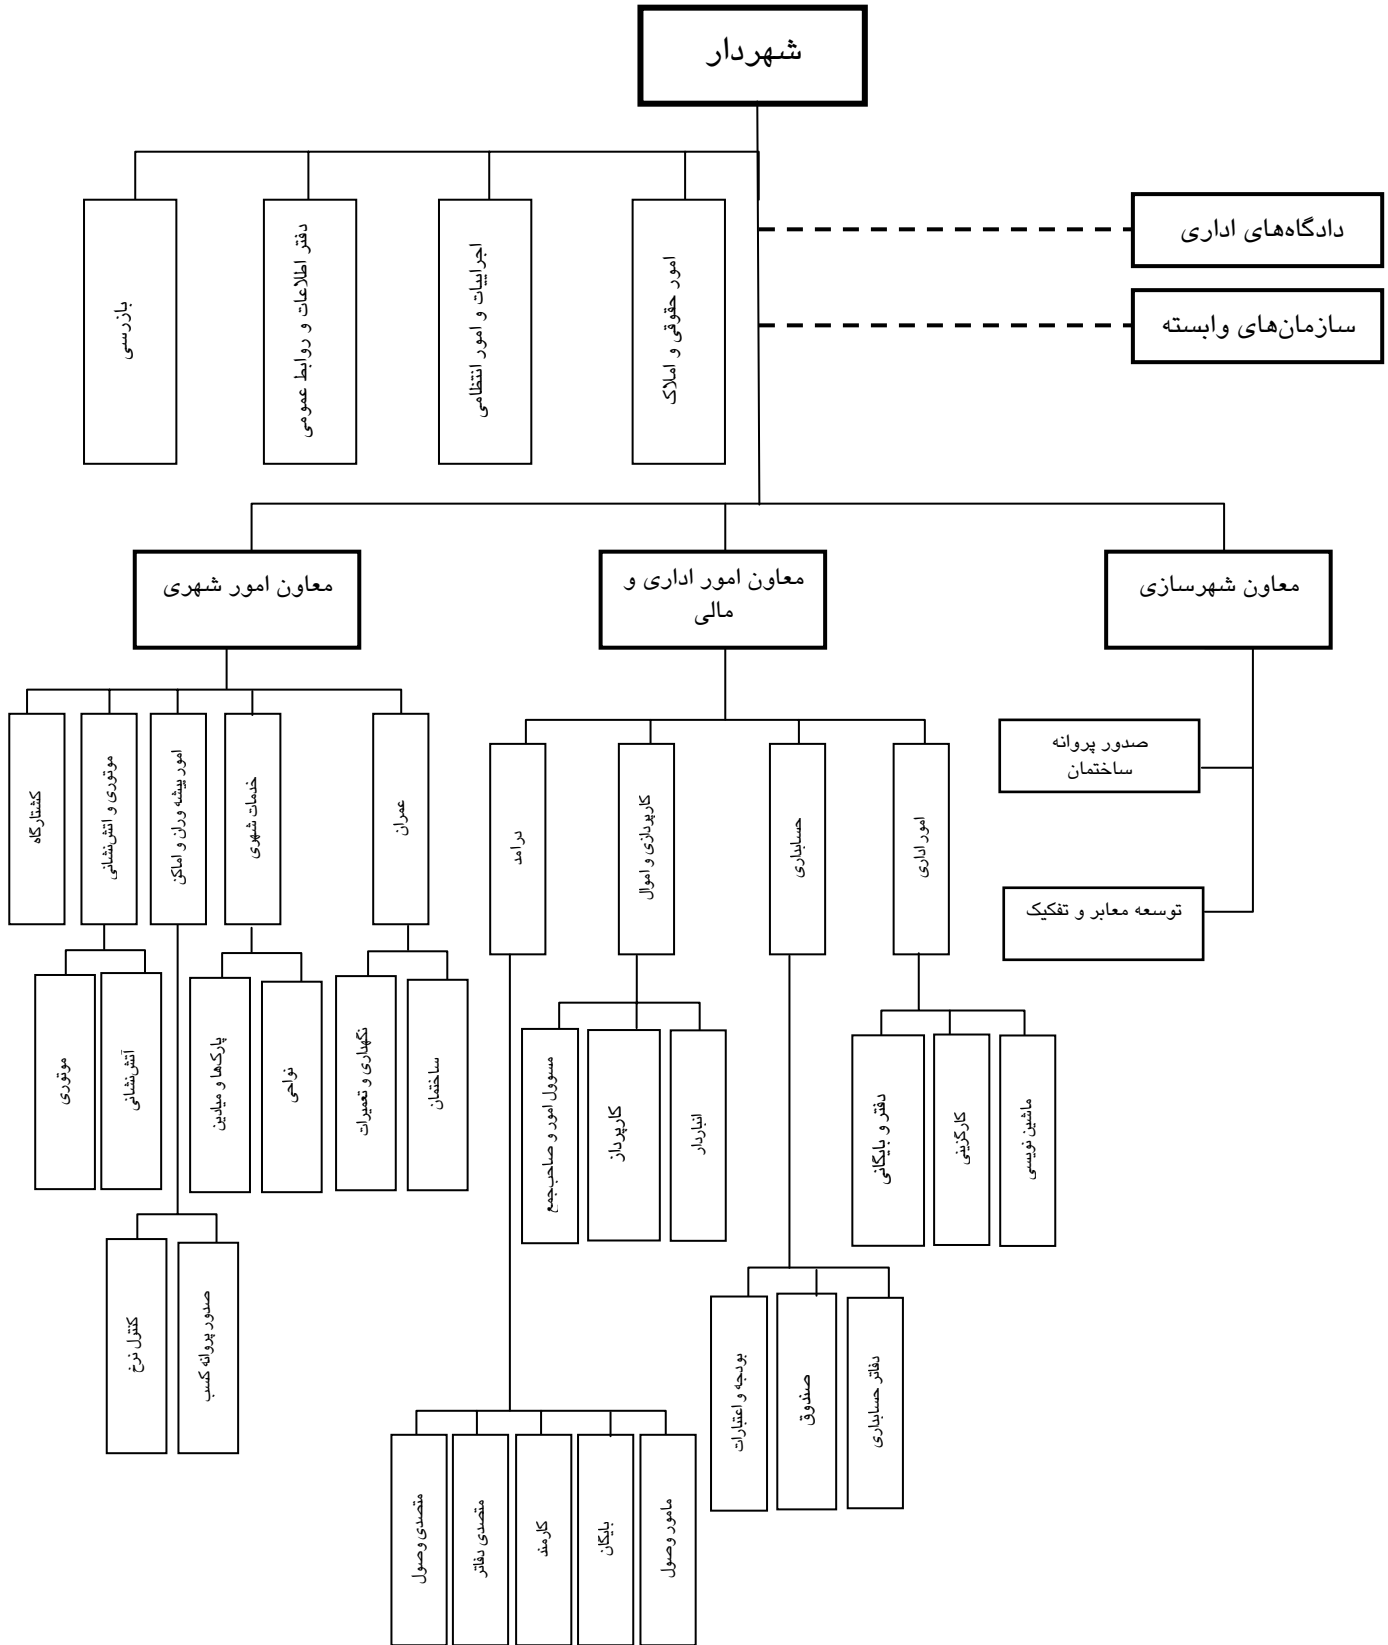 شهردار
دادگاه‌های اداری
سازمان‌های وابسته
امور حقوقی و املاک
اجراییات و امور انتظامی
دفتر اطلاعات و روابط عمومی
بازرسی
معاون شهرسازی
معاون امور اداری و
مالی
معاون امور شهری
صدور پروانه
ساختمان
توسعه معابر و تفکیک
امور اداری
حسابداری
کارپردازی و اموال
درامد
عمران
خدمات شهری
امور پیشه وران و اماکن
موتوری و اتش‌نشانی
کشتارگاه
ماشین نویسی
کارگزینی
دفتر و بایگانی
انباردار
کارپرداز
مسوول امور و صاحب‌جمع
ساختمان
نگهداری و تعمیرات
نواحی
پارک‌ها و میادین
آتش‌نشانی
موتوری
دفاتر حسابداری
صندوق
بودجه و اعتبارات
صدور پروانه کسب
کنترل نرخ
مامور وصول
بایگان
کارمند
متصدی دفاتر
متصدی وصول